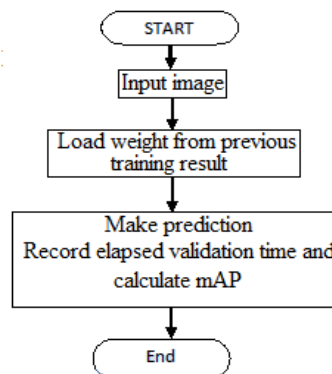 START
Input image
Load weight from previous
training result
Make prediction
Record elapsed validation time and
calculate mAP
End